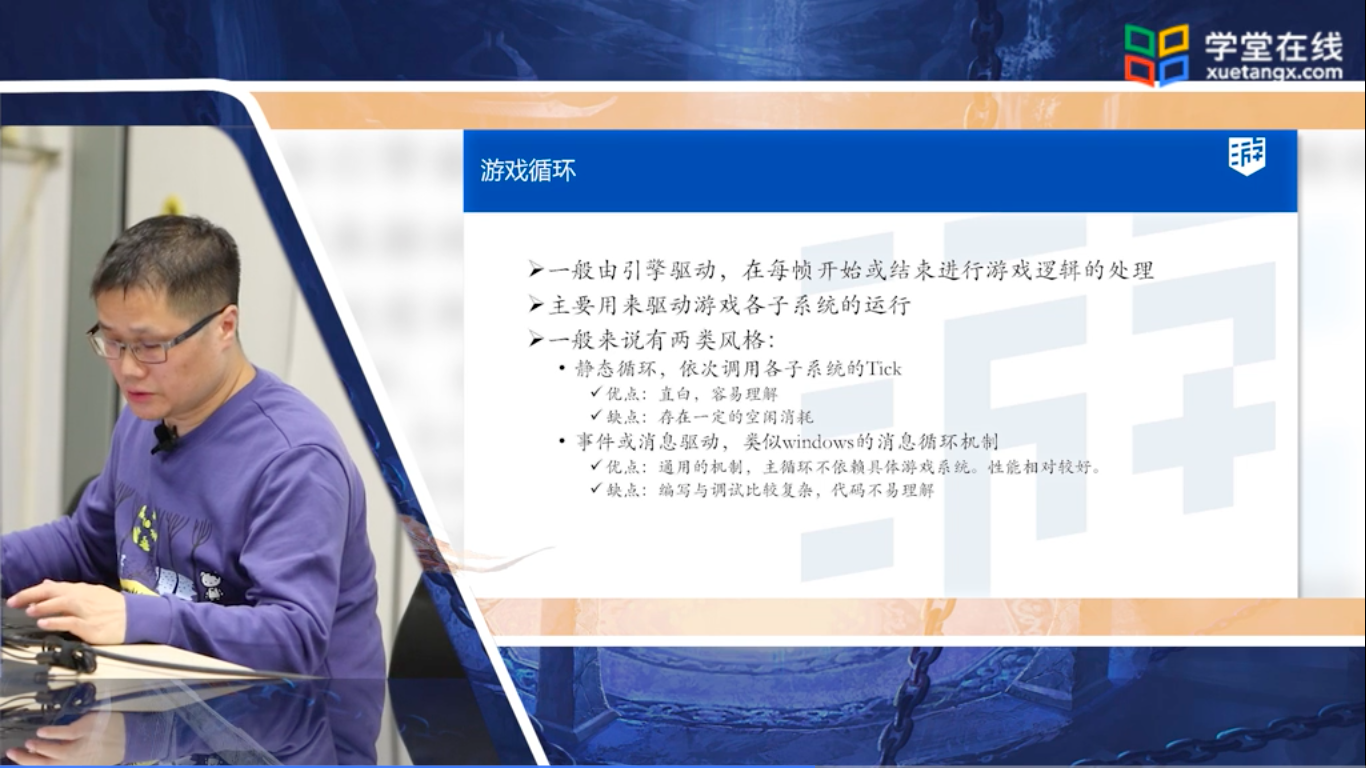 学堂在线
xuetangx.com
游戏循环
➢一般由引擎驱动，在每帧开始或结束进行游戏逻辑的处理
➢主要用来驱动游戏各子系统的运行
➢一般来说有两类风格：
• 静态循环，依次调用各子系统的Tick
✓优点：直白，容易理解
✓缺点：存在一定的空闲消耗
• 事件或消息驱动，类似windows的消息循环机制
✓优点：通用的机制，主循环不依赖具体游戏系统。性能相对较好。
✓缺点：编写与调试比较复杂，代码不易理解